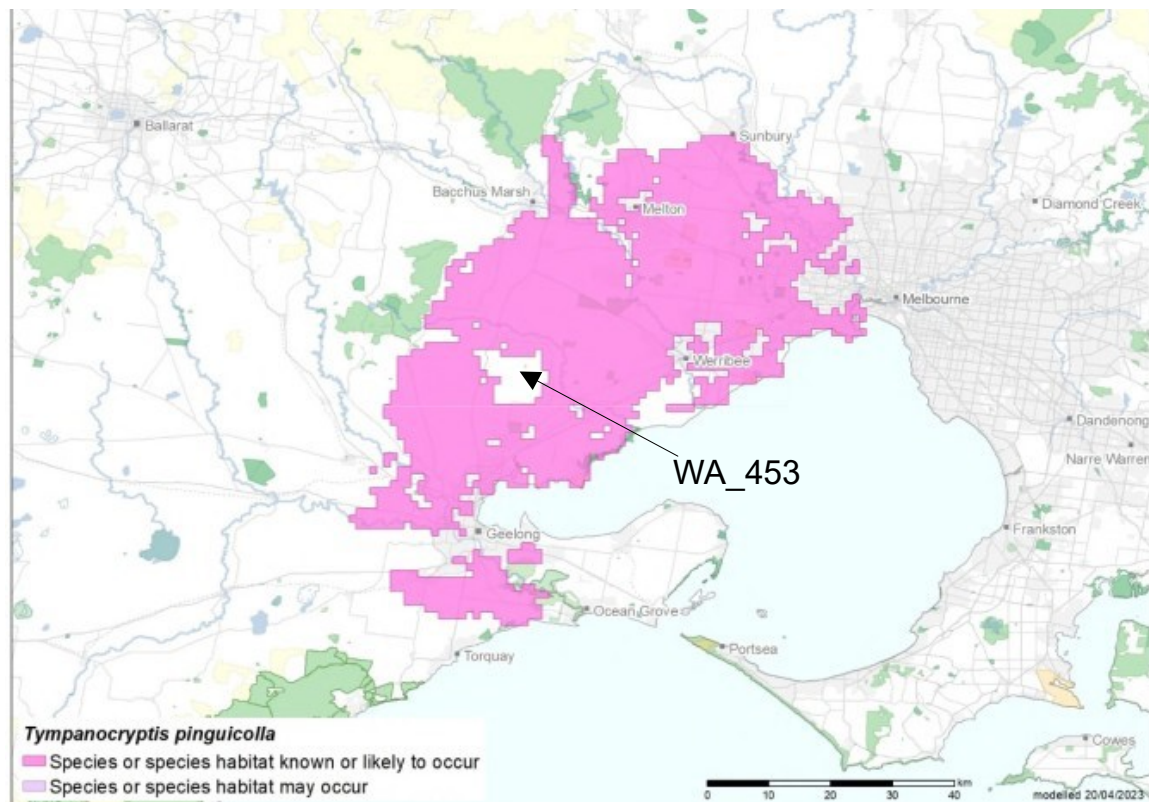 Ballarat
Sunbury
Bacchus Marsh
Melton
Diamond Creek
Melbourne
Werribee
Dandenong
Narre Warren
WA_453
Geelong
Frankston
Ocean Grove
Portsea
Torquay
Tympanocryptis pinguicolla
Species or species habitat known or likely to occur
Species or species habitat may occur
Cowes
km
0 10 20 30 40
modelled 20/04/2023